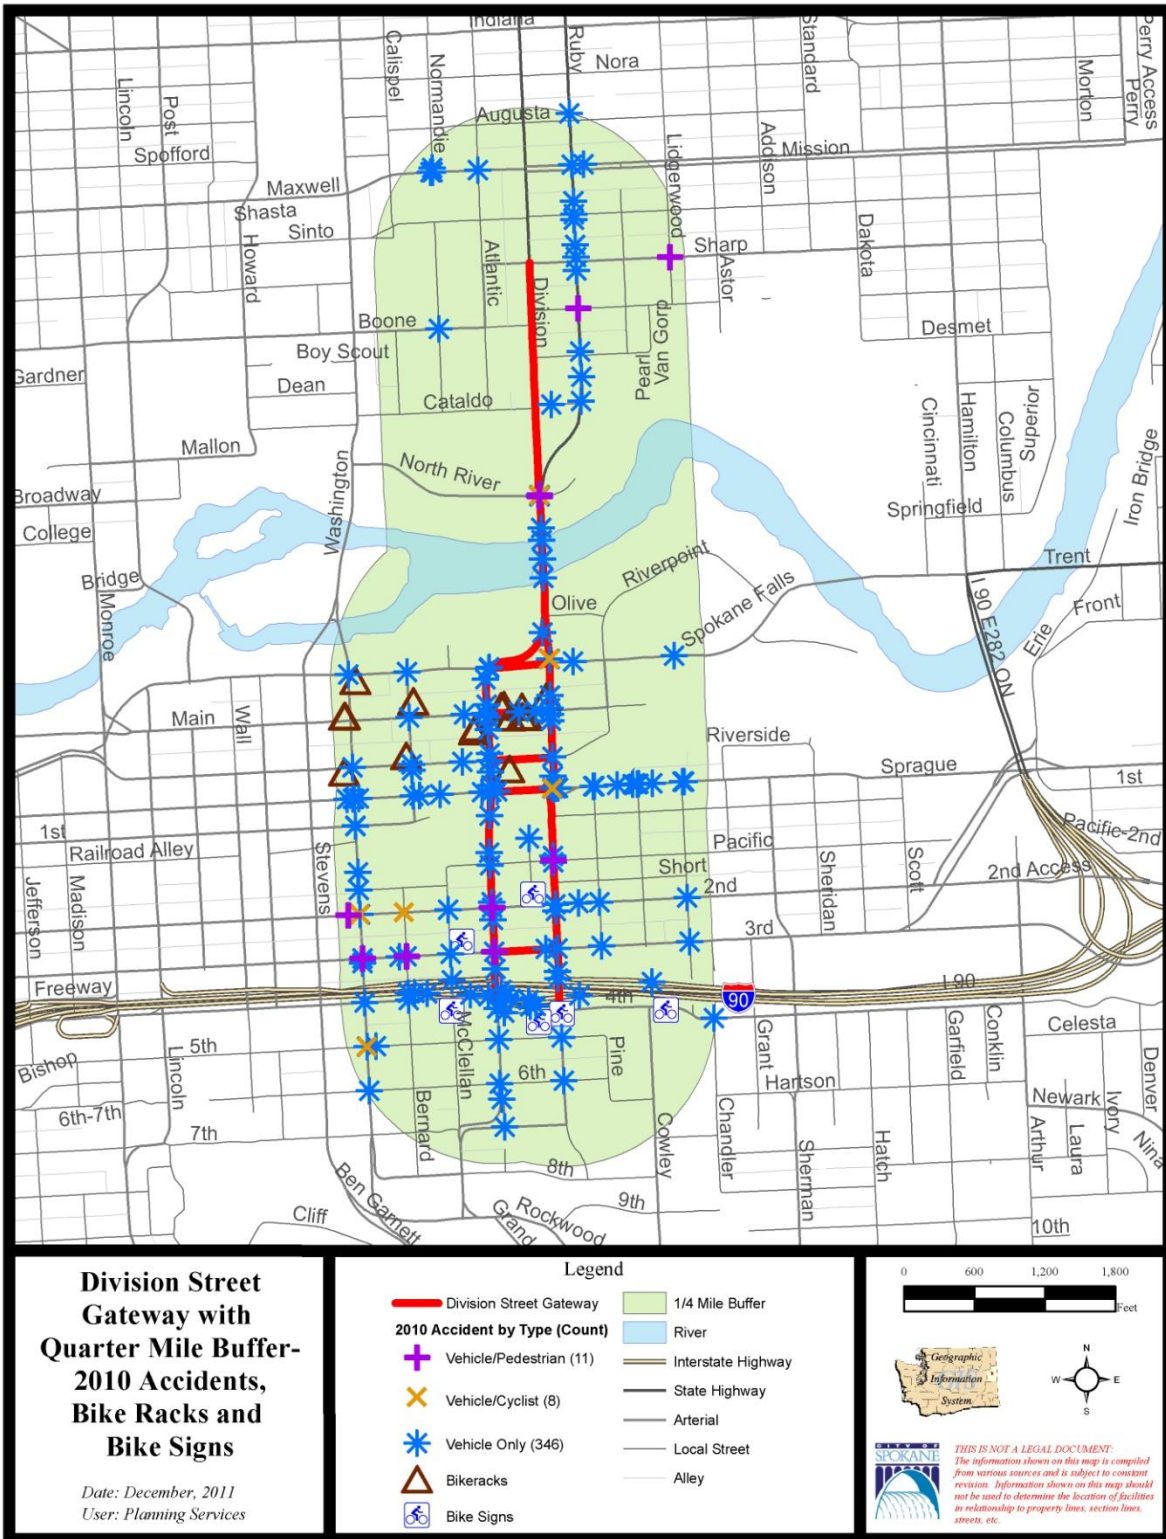 Indiana
Ruby
Nora
Standard
Perry Access
Perry
Morton
Calispel
Normandie
Lincoln
Post
Augusta
Spofford
Lidgerwood
Addison
Mission
Maxwell
Shasta
Sinto
Howard
Atlantic
Division
Sharp
Astor
Dakota
Boone
Boy Scout
Dean
Gardner
Cataldo
Pearl
Van Gorp
Desmet
Cincinnati
Hamilton
Columbus
Superior
Iron Bridge
Mallon
North River
Washington
Broadway
College
Springfield
Bridge
Monroe
Riverpoint
Trent
Olive
Spokane Falls
I 90 E282 ON
Erie
Front
Main
Wall
Riverside
Sprague
1st
1st
Railroad Alley
Pacific
Pacific-2nd
Short
2nd
2nd Access
Stevens
Jefferson
Madison
Sheridan
Scott
3rd
Freeway
I 90
4th
90
McClellan
5th
Bishop
Lincoln
Pine
Grant
Garfield
Conklin
Celesta
Denver
6th
Hartson
6th-7th
7th
Bernard
Cowley
Chandler
Newark
Ivory
Arthur
Laura
Nina
Sherman
Hatch
8th
9th
Ben Garnett
Cliff
Grand
Rockwood
10th
Division Street
Gateway with
Quarter Mile Buffer-
2010 Accidents,
Bike Racks and
Bike Signs
Date: December, 2011
User: Planning Services
Legend
Division Street Gateway
2010 Accident by Type (Count)
Vehicle/Pedestrian (11)
Vehicle/Cyclist (8)
Vehicle Only (346)
Bikeracks
Bike Signs
1/4 Mile Buffer
River
Interstate Highway
State Highway
Arterial
Local Street
Alley
0 600 1,200 1,800
Feet
Geographic
Information
System
N
W E
S
CITY OF
SPOKANE
THIS IS NOT A LEGAL DOCUMENT:
The information shown on this map is compiled
from various sources and is subject to constant
revision. Information shown on this map should
not be used to determine the location of facilities
in relationship to property lines, section lines,
streets, etc.